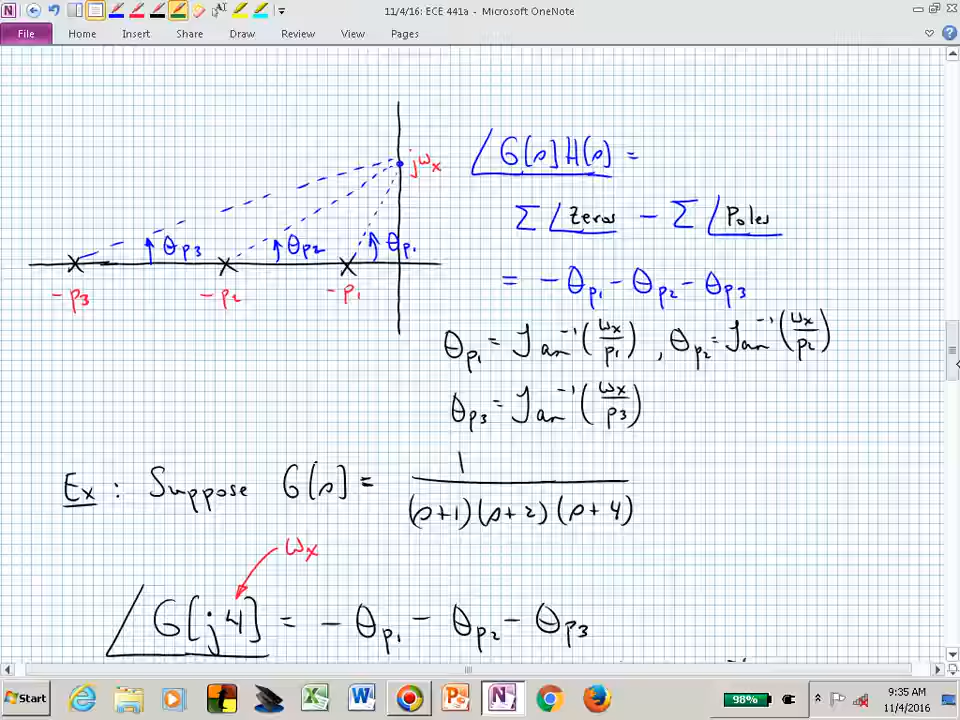 11/4/16: ECE 441a - Microsoft OneNote
File Home Insert Share Draw Review View Pages
jωx
∠G(s)H(s) =
Σ∠Zeros − Σ∠Poles
θp3 θp2 θp1
−p3 −p2 −p1
= −θp1 − θp2 − θp3
θp1 = Tan⁻¹(ωx/p1), θp2 = Tan⁻¹(ωx/p2)
θp3 = Tan⁻¹(ωx/p3)
Ex: Suppose G(s) = 1/((s+1)(s+2)(s+4))
ωx
∠G(j4) = −θp1 − θp2 − θp3
Start
98%
9:35 AM
11/4/2016